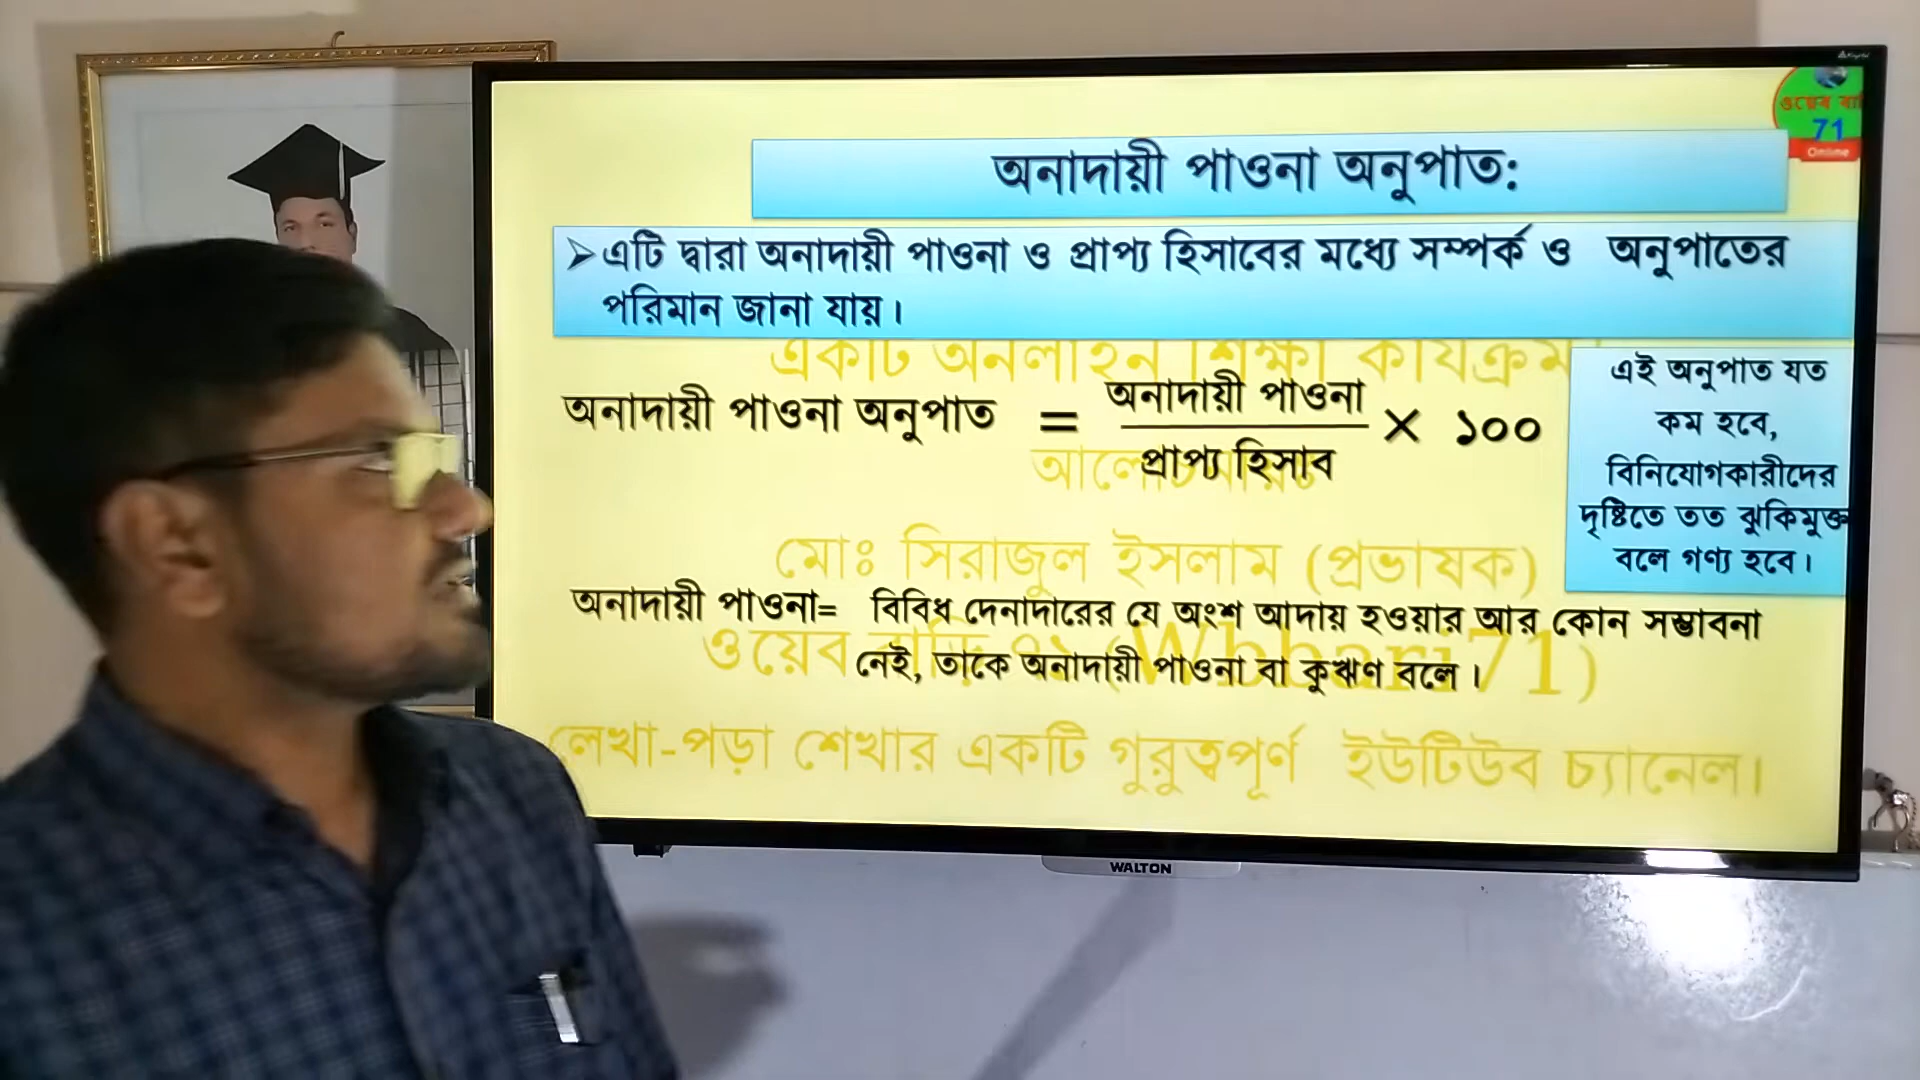 ওয়েব বা
71
Online
অনাদায়ী পাওনা অনুপাত:
➢এটি দ্বারা অনাদায়ী পাওনা ও প্রাপ্য হিসাবের মধ্যে সম্পর্ক ও অনুপাতের
পরিমান জানা যায়।
একটি অনলাইন শিক্ষা কার্যক্রম
অনাদায়ী পাওনা অনুপাত = অনাদায়ী পাওনা × ১০০
প্রাপ্য হিসাব
এই অনুপাত যত
কম হবে,
বিনিযোগকারীদের
দৃষ্টিতে তত ঝুকিমুক্ত
বলে গণ্য হবে।
মোঃ সিরাজুল ইসলাম (প্রভাষক)
অনাদায়ী পাওনা= বিবিধ দেনাদারের যে অংশ আদায় হওয়ার আর কোন সম্ভাবনা
নেই, তাকে অনাদায়ী পাওনা বা কুঋণ বলে।
লেখা-পড়া শেখার একটি গুরুত্বপূর্ণ ইউটিউব চ্যানেল।
WALTON